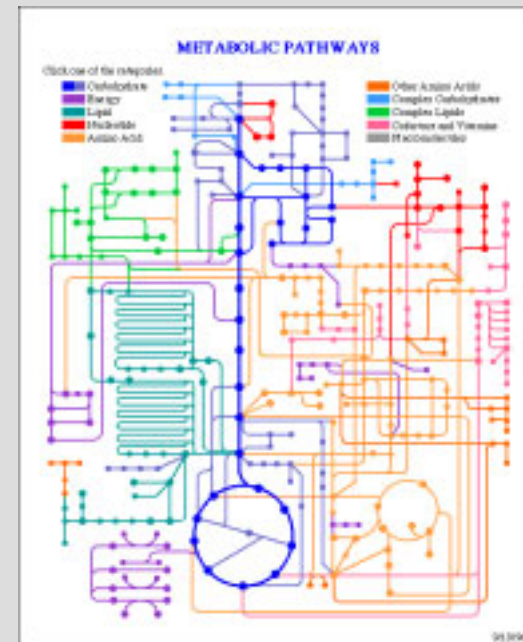 METABOLIC PATHWAYS
Click one of the categories
Carbohydrate
Energy
Lipid
Nucleotide
Amino Acid
Other Amino Acids
Complex Carbohydrates
Complex Lipids
Cofactors and Vitamins
Macromolecules